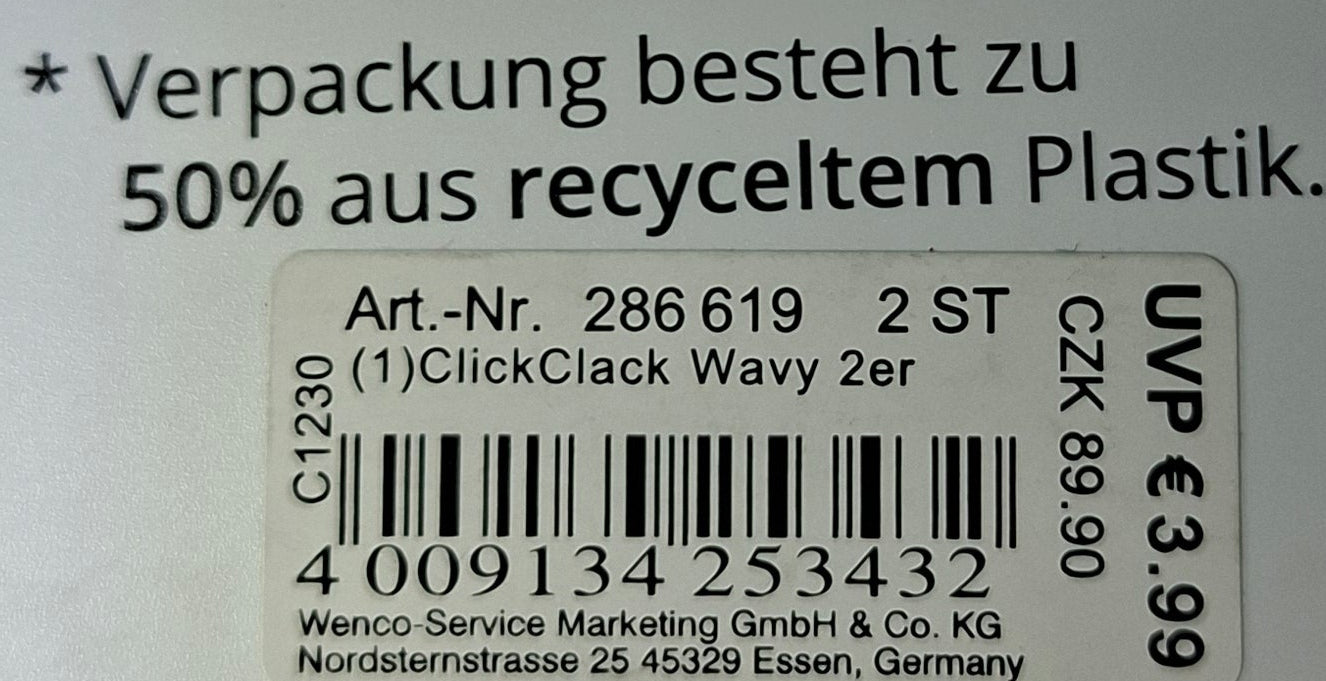 * Verpackung besteht zu
50% aus recyceltem Plastik.
Art.-Nr. 286 619 2 ST
(1)ClickClack Wavy 2er
C1230
4 009134 253432
Wenco-Service Marketing GmbH & Co. KG
Nordsternstrasse 25 45329 Essen, Germany
CZK 89.90
UVP € 3.99